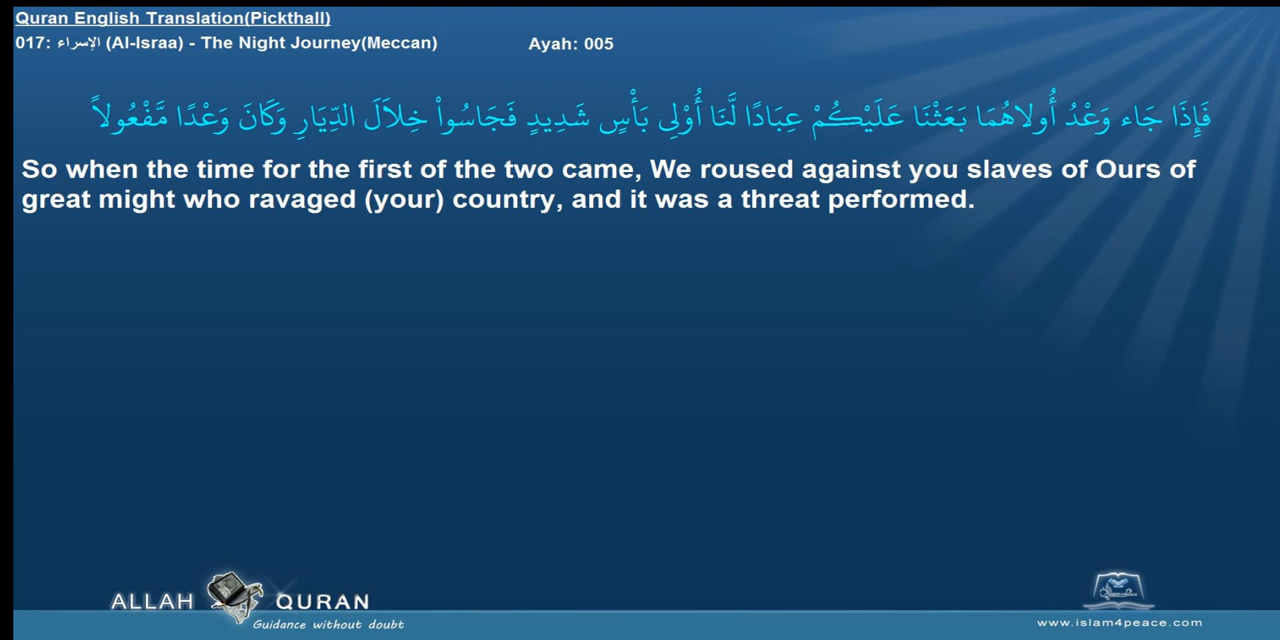 Quran English Translation(Pickthall)
017: الإسراء (Al-Israa) - The Night Journey(Meccan) Ayah: 005
فَإِذَا جَاء وَعْدُ أُولاهُمَا بَعَثْنَا عَلَيْكُمْ عِبَادًا لَّنَا أُوْلِي بَأْسٍ شَدِيدٍ فَجَاسُواْ خِلاَلَ الدِّيَارِ وَكَانَ وَعْدًا مَّفْعُولاً
So when the time for the first of the two came, We roused against you slaves of Ours of
great might who ravaged (your) country, and it was a threat performed.
ALLAH QURAN
Guidance without doubt
www.islam4peace.com